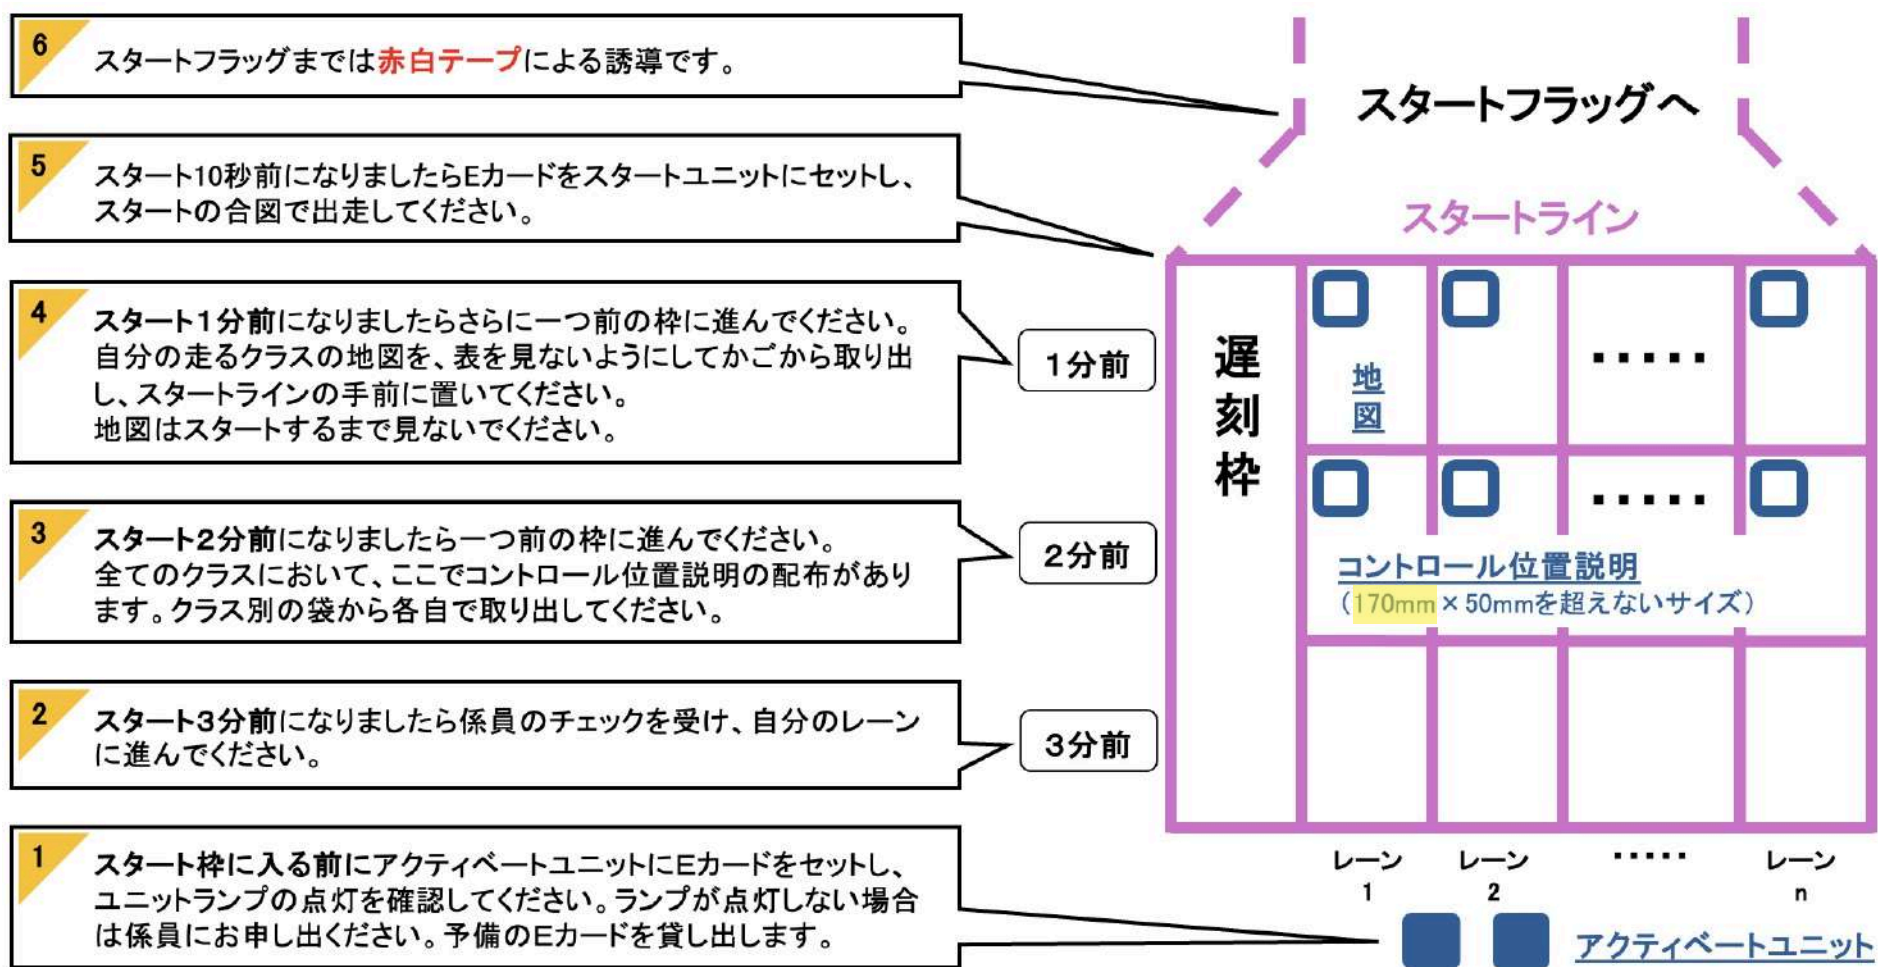 6
スタートフラッグまでは赤白テープによる誘導です。
5
スタート10秒前になりましたらEカードをスタートユニットにセットし、
スタートの合図で出走してください。
4
スタート1分前になりましたらさらに一つ前の枠に進んでください。
自分の走るクラスの地図を、表を見ないようにしてかごから取り出
し、スタートラインの手前に置いてください。
地図はスタートするまで見ないでください。
3
スタート2分前になりましたら一つ前の枠に進んでください。
全てのクラスにおいて、ここでコントロール位置説明の配布があり
ます。クラス別の袋から各自で取り出してください。
2
スタート3分前になりましたら係員のチェックを受け、自分のレーン
に進んでください。
1
スタート枠に入る前にアクティベートユニットにEカードをセットし、
ユニットランプの点灯を確認してください。ランプが点灯しない場合
は係員にお申し出ください。予備のEカードを貸し出します。
スタートフラッグへ
スタートライン
1分前
2分前
3分前
遅刻枠
地図
・・・・・
・・・・・
コントロール位置説明
（170mm×50mmを超えないサイズ）
レーン
1
レーン
2
・・・・・
レーン
n
アクティベートユニット